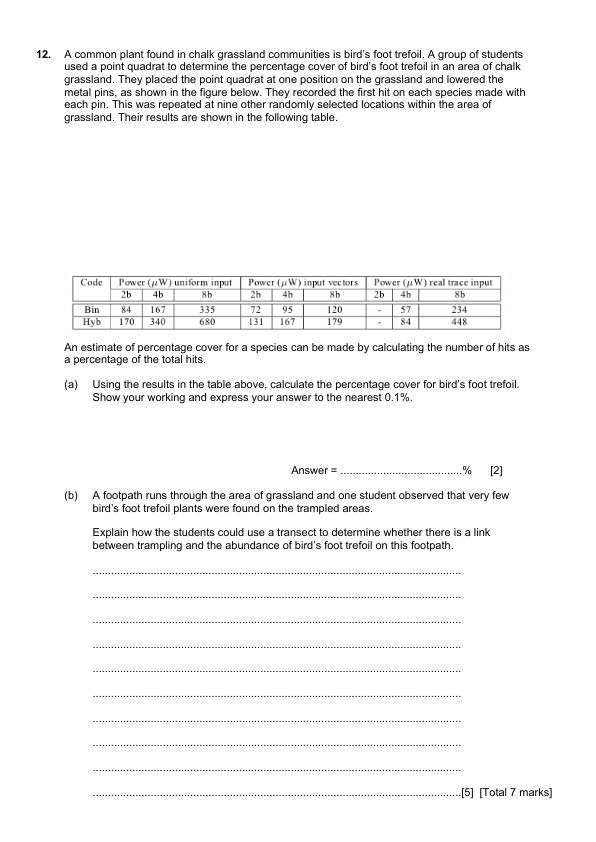 12. A common plant found in chalk grassland communities is bird's foot trefoil. A group of students
used a point quadrat to determine the percentage cover of bird's foot trefoil in an area of chalk
grassland. They placed the point quadrat at one position on the grassland and lowered the
metal pins, as shown in the figure below. They recorded the first hit on each species made with
each pin. This was repeated at nine other randomly selected locations within the area of
grassland. Their results are shown in the following table.
Code Power (μW) uniform input Power (μW) input vectors Power (μW) real trace input
2b 4b 8b 2b 4b 8b 2b 4b 8b
Bin 84 167 335 72 95 120 - 57 234
Hyb 170 340 680 131 167 179 - 84 448
An estimate of percentage cover for a species can be made by calculating the number of hits as
a percentage of the total hits.
(a) Using the results in the table above, calculate the percentage cover for bird's foot trefoil.
Show your working and express your answer to the nearest 0.1%.
Answer = ........................................% [2]
(b) A footpath runs through the area of grassland and one student observed that very few
bird's foot trefoil plants were found on the trampled areas.
Explain how the students could use a transect to determine whether there is a link
between trampling and the abundance of bird's foot trefoil on this footpath.
.........................................................................................................................
.........................................................................................................................
.........................................................................................................................
.........................................................................................................................
.........................................................................................................................
.........................................................................................................................
.........................................................................................................................
.........................................................................................................................
.........................................................................................................................
.........................................................................................................................[5] [Total 7 marks]